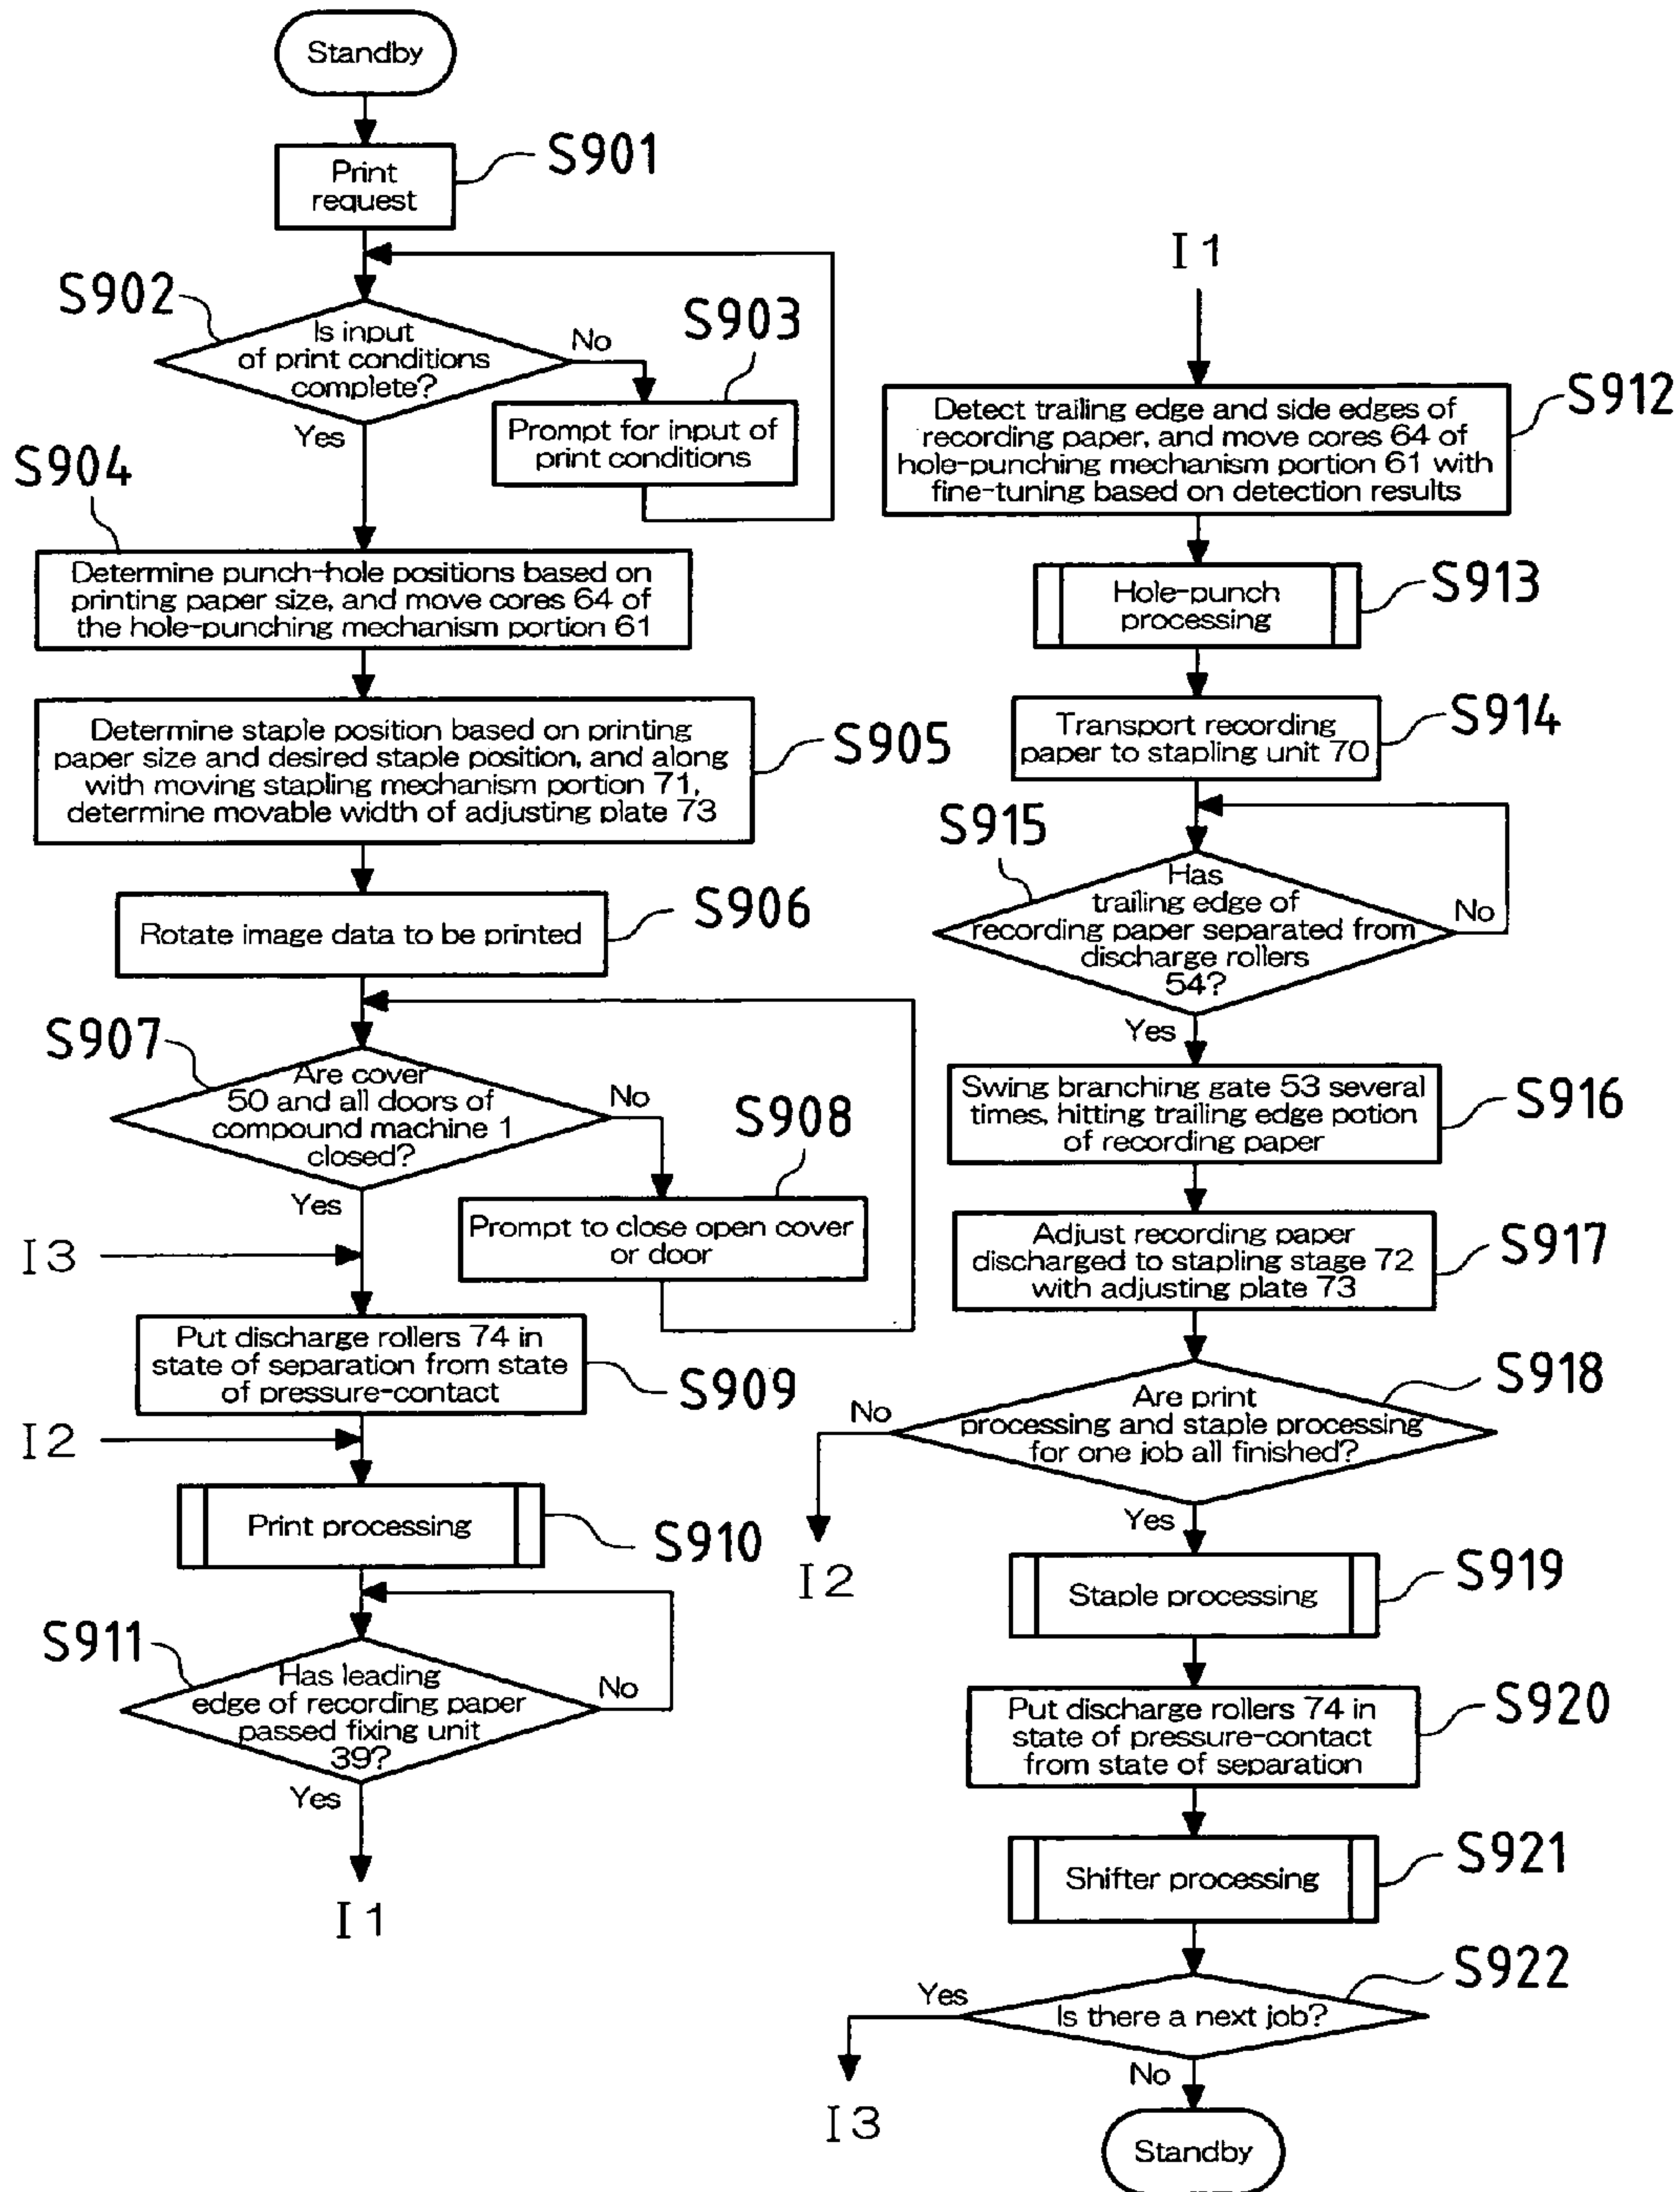 Standby
Print
request
S901
Is input
of print conditions
complete?
S902
No
Yes
S903
Prompt for input of
print conditions
S904
Determine punch-hole positions based on
printing paper size, and move cores 64 of
the hole-punching mechanism portion 61
Determine staple position based on printing
paper size and desired staple position, and along
with moving stapling mechanism portion 71,
determine movable width of adjusting plate 73
S905
Rotate image data to be printed
S906
S907
Are cover
50 and all doors of
compound machine 1
closed?
No
Yes
S908
Prompt to close open cover
or door
I3
Put discharge rollers 74 in
state of separation from state
of pressure-contact
S909
I2
Print processing
S910
S911
Has leading
edge of recording paper
passed fixing unit
39?
No
Yes
I1
I1
Detect trailing edge and side edges of
recording paper, and move cores 64 of
hole-punching mechanism portion 61 with
fine-tuning based on detection results
S912
Hole-punch
processing
S913
Transport recording
paper to stapling unit 70
S914
S915
Has
trailing edge of
recording paper separated from
discharge rollers
54?
No
Yes
Swing branching gate 53 several
times, hitting trailing edge potion
of recording paper
S916
Adjust recording paper
discharged to stapling stage 72
with adjusting plate 73
S917
S918
Are print
processing and staple processing
for one job all finished?
No
Yes
I2
Staple processing
S919
Put discharge rollers 74 in
state of pressure-contact
from state of separation
S920
Shifter processing
S921
S922
Is there a next job?
Yes
No
I3
Standby